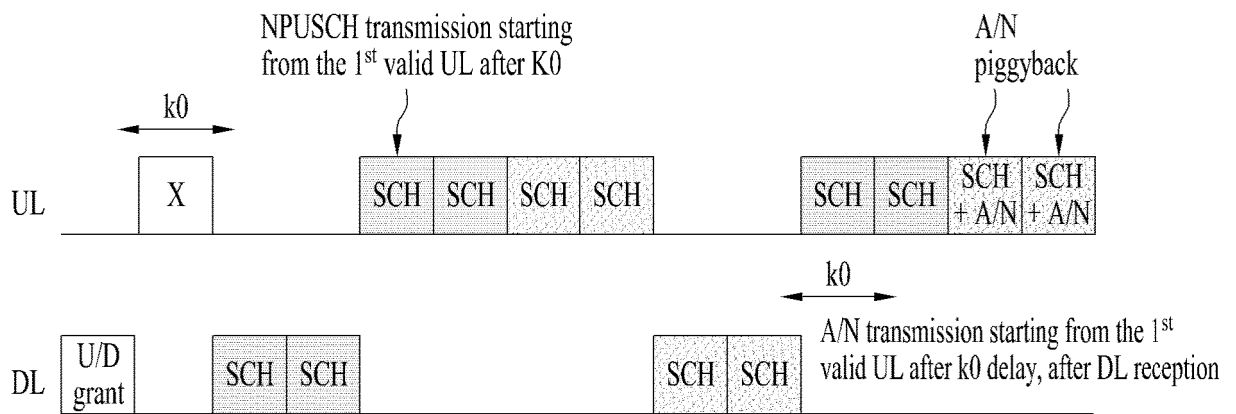 NPUSCH transmission starting
from the 1st valid UL after K0
A/N
piggyback
k0
UL
X
SCH
SCH
SCH
SCH
SCH
SCH
SCH
+ A/N
SCH
+ A/N
k0
A/N transmission starting from the 1st
valid UL after k0 delay, after DL reception
DL
U/D
grant
SCH
SCH
SCH
SCH